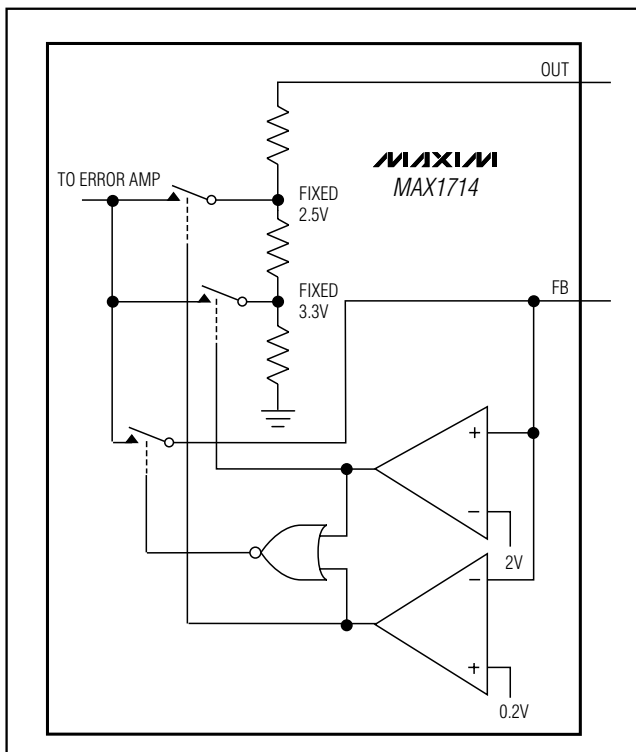 OUT
MAXIM
MAX1714
TO ERROR AMP
FIXED
2.5V
FIXED
3.3V
FB
+
−
2V
−
+
0.2V